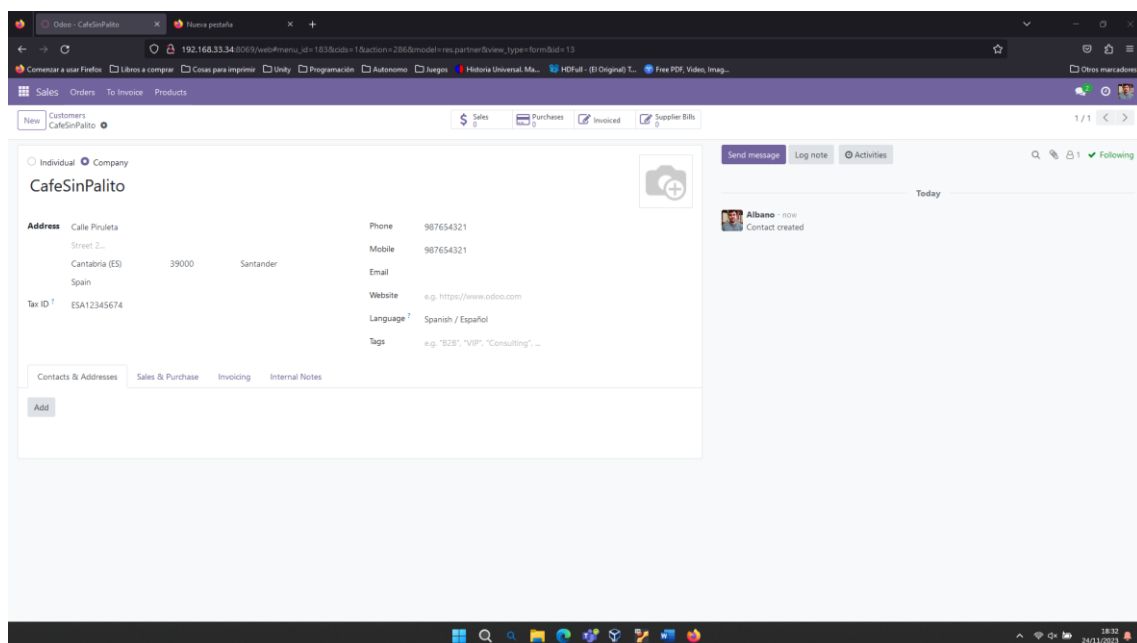 Odoo - CafeSinPalito
Nueva pestaña
192.168.33.34:8069/web#menu_id=183&cids=1&action=286&model=res.partner&view_type=form&id=13
Comenzar a usar Firefox Libros a comprar Cosas para imprimir Unity Programación Autonomo Juegos Historia Universal. Ma... HDFull - (El Original) T... Free PDF, Video, Imag... Otros marcadores
Sales Orders To Invoice Products 2
New Customers
CafeSinPalito
$ Sales 0 Purchases 0 Invoiced Supplier Bills 0 1 / 1
Individual Company
CafeSinPalito
Address Calle Piruleta
Street 2...
Cantabria (ES) 39000 Santander
Spain
Tax ID ? ESA12345674
Phone 987654321
Mobile 987654321
Email
Website e.g. https://www.odoo.com
Language ? Spanish / Español
Tags e.g. "B2B", "VIP", "Consulting", ...
Contacts & Addresses Sales & Purchase Invoicing Internal Notes
Add
Send message Log note Activities 1 Following
Today
Albano - now
Contact created
18:32
24/11/2023